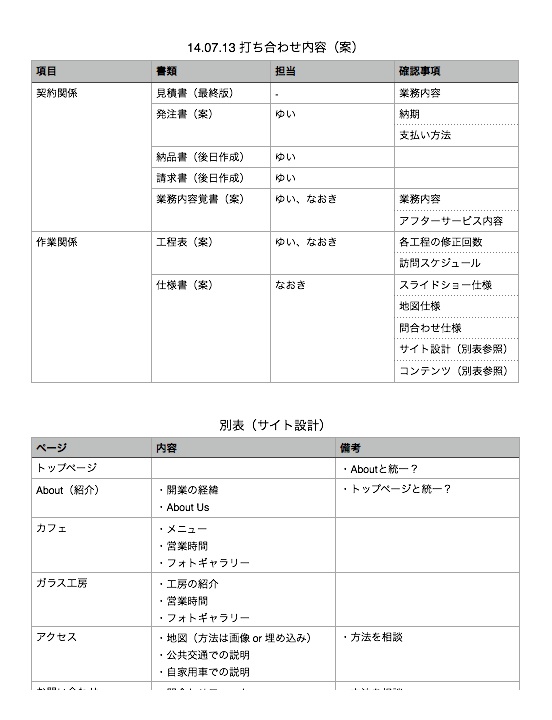 14.07.13 打ち合わせ内容（案）
項目 書類 担当 確認事項
契約関係 見積書（最終版） - 業務内容
発注書（案） ゆい 納期
支払い方法
納品書（後日作成） ゆい
請求書（後日作成） ゆい
業務内容覚書（案） ゆい、なおき 業務内容
アフターサービス内容
作業関係 工程表（案） ゆい、なおき 各工程の修正回数
訪問スケジュール
仕様書（案） なおき スライドショー仕様
地図仕様
問合わせ仕様
サイト設計（別表参照）
コンテンツ（別表参照）
別表（サイト設計）
ページ 内容 備考
トップページ ・Aboutと統一？
About（紹介） ・開業の経緯 ・トップページと統一？
・About Us
カフェ ・メニュー
・営業時間
・フォトギャラリー
ガラス工房 ・工房の紹介
・営業時間
・フォトギャラリー
アクセス ・地図（方法は画像 or 埋め込み） ・方法を相談
・公共交通での説明
・自家用車での説明